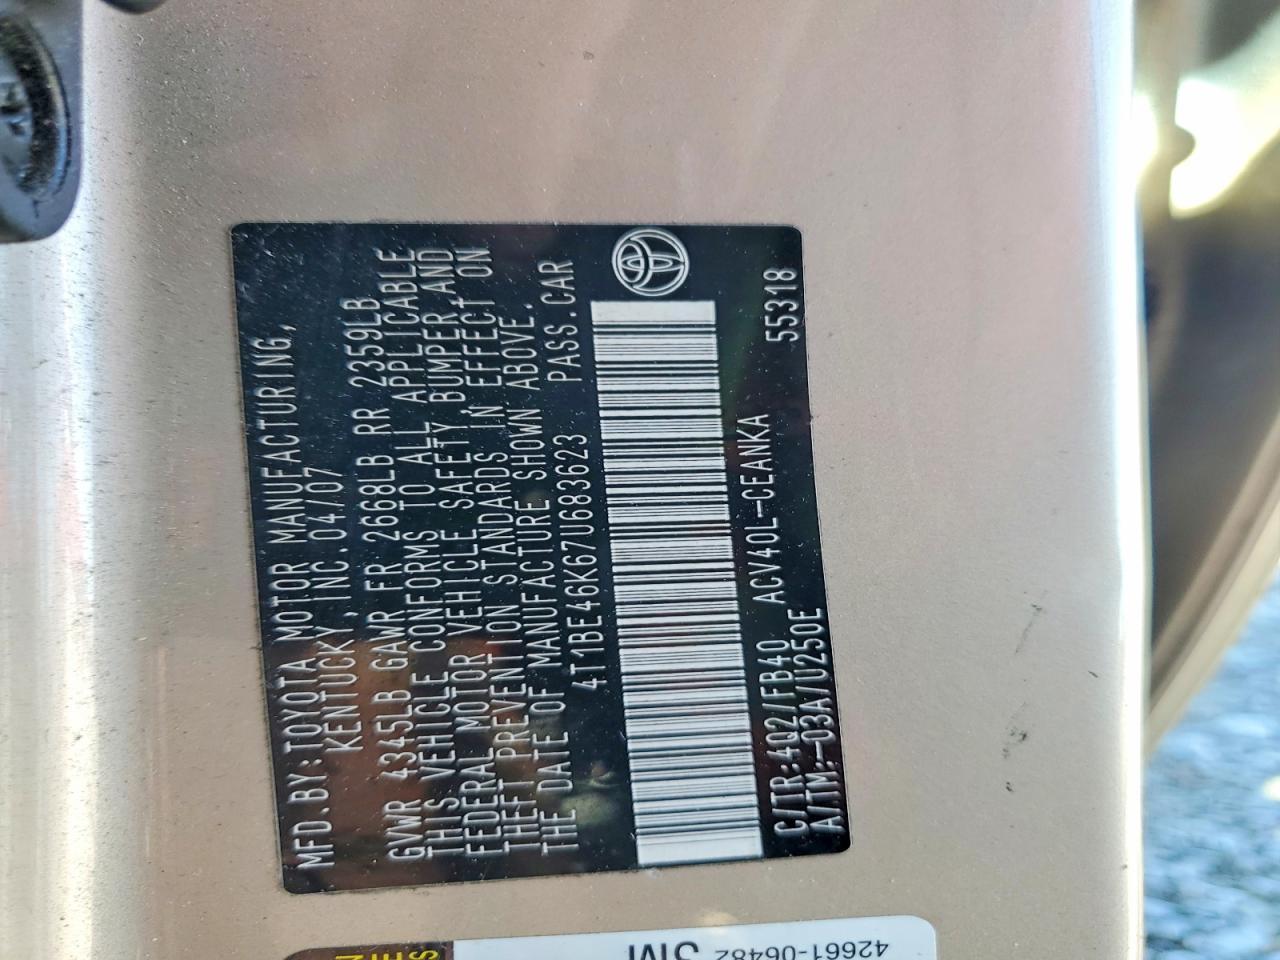 MFD.BY:TOYOTA MOTOR MANUFACTURING,
KENTUCKY, INC.04/07
GVWR 4345LB GAWR FR 2668LB RR 2359LB
THIS VEHICLE CONFORMS TO ALL APPLICABLE
FEDERAL MOTOR VEHICLE SAFETY,BUMPER,AND
THEFT PREVENTION STANDARDS IN EFFECT ON
THE DATE OF MANUFACTURE SHOWN ABOVE.
4T1BE46K67U683623 PASS.CAR
C/TR:4Q2/FB40 ACV40L-CEANKA 55318
A/TM:-03A/U250E
42661-06482